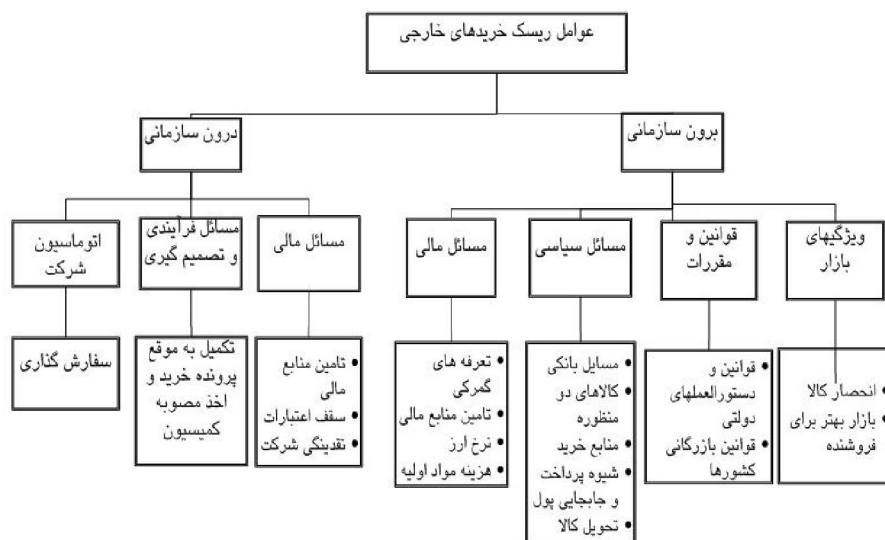 عوامل ریسک خریدهای خارجی
برون سازمانی
درون سازمانی
ویژگیهای
بازار
قوانین و
مقررات
مسائل سیاسی
مسائل مالی
مسائل مالی
مسائل فرآیندی
و تصمیم گیری
اتوماسیون
شرکت
• انحصار کالا
• بازار بهتر برای
فروشنده
• قوانین و
دستورالعملهای
دولتی
• قوانین بازرگانی
کشورها
• مسایل بانکی
• کالاهای دو
منظوره
• منابع خرید
• شیوه پرداخت
و جابجایی پول
• تحویل کالا
• تعرفه های
گمرکی
• تامین منابع مالی
• نرخ ارز
• هزینه مواد اولیه
• تامین منابع
مالی
• سقف اعتبارات
• نقدینگی شرکت
تکمیل به موقع
پرونده خرید و
اخذ مصوبه
کمیسیون
سفارش گذاری